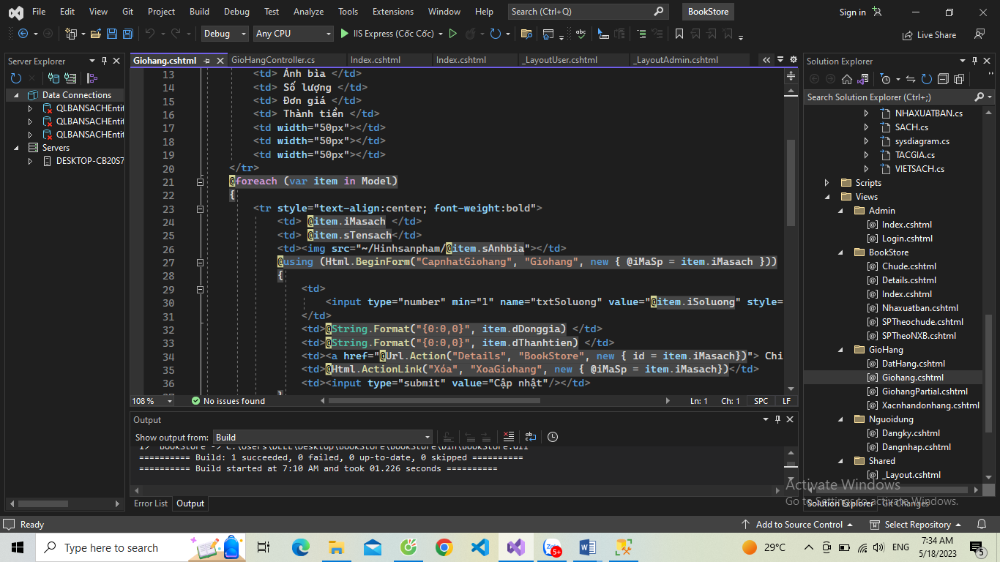 File Edit View Git Project Build Debug Test Analyze Tools Extensions Window Help Search (Ctrl+Q) BookStore Sign in
Debug Any CPU IIS Express (Cốc Cốc) Live Share
Server Explorer
Data Connections
QLBANSACHEntit
QLBANSACHEntit
QLBANSACHEntit
Servers
DESKTOP-CB20S7
Giohang.cshtml GioHangController.cs Index.cshtml Index.cshtml _LayoutUser.cshtml _LayoutAdmin.cshtml
13 <td> Ảnh bìa </td>
14 <td> Số lượng </td>
15 <td> Đơn giá </td>
16 <td> Thành tiền </td>
17 <td width="50px"></td>
18 <td width="50px"></td>
19 <td width="50px"></td>
20 </tr>
21 @foreach (var item in Model)
22 {
23 <tr style="text-align:center; font-weight:bold">
24 <td> @item.iMasach </td>
25 <td> @item.sTensach</td>
26 <td><img src="~/Hinhsanpham/@item.sAnhbia"></td>
27 @using (Html.BeginForm("CapnhatGiohang", "Giohang", new { @iMaSp = item.iMasach }))
28 {
29 <td>
30 <input type="number" min="1" name="txtSoluong" value="@item.iSoluong" style=
31 </td>
32 <td>@String.Format("{0:0,0}", item.dDonggia) </td>
33 <td>@String.Format("{0:0,0}", item.dThanhtien) </td>
34 <td><a href="@Url.Action("Details", "BookStore", new { id = item.iMasach})"> Chi
35 <td>@Html.ActionLink("Xóa", "XoaGiohang", new { @iMaSp = item.iMasach})</td>
36 <td><input type="submit" value="Cập nhật"/></td>
108 % No issues found Ln: 1 Ch: 1 SPC LF
Output
Show output from: Build
1> BookStore -> C:\Users\DELL\Desktop\BookStore\BookStore\bin\BookStore.dll
========== Build: 1 succeeded, 0 failed, 0 up-to-date, 0 skipped ==========
========== Build started at 7:10 AM and took 01.226 seconds ==========
Error List Output
Solution Explorer
Search Solution Explorer (Ctrl+;)
NHAXUATBAN.cs
SACH.cs
sysdiagram.cs
TACGIA.cs
VIETSACH.cs
Scripts
Views
Admin
Index.cshtml
Login.cshtml
BookStore
Chude.cshtml
Details.cshtml
Index.cshtml
Nhaxuatban.cshtml
SPTheochude.cshtml
SPTheoNXB.cshtml
GioHang
DatHang.cshtml
Giohang.cshtml
GiohangPartial.cshtml
Xacnhandonhang.cshtml
Nguoidung
Dangky.cshtml
Dangnhap.cshtml
Shared
_Layout.cshtml
Activate Windows
Go to Settings to activate Windows.
Solution Explorer Git Changes
Ready Add to Source Control Select Repository
Type here to search 5+ 29°C ENG 7:34 AM
5/18/2023 5